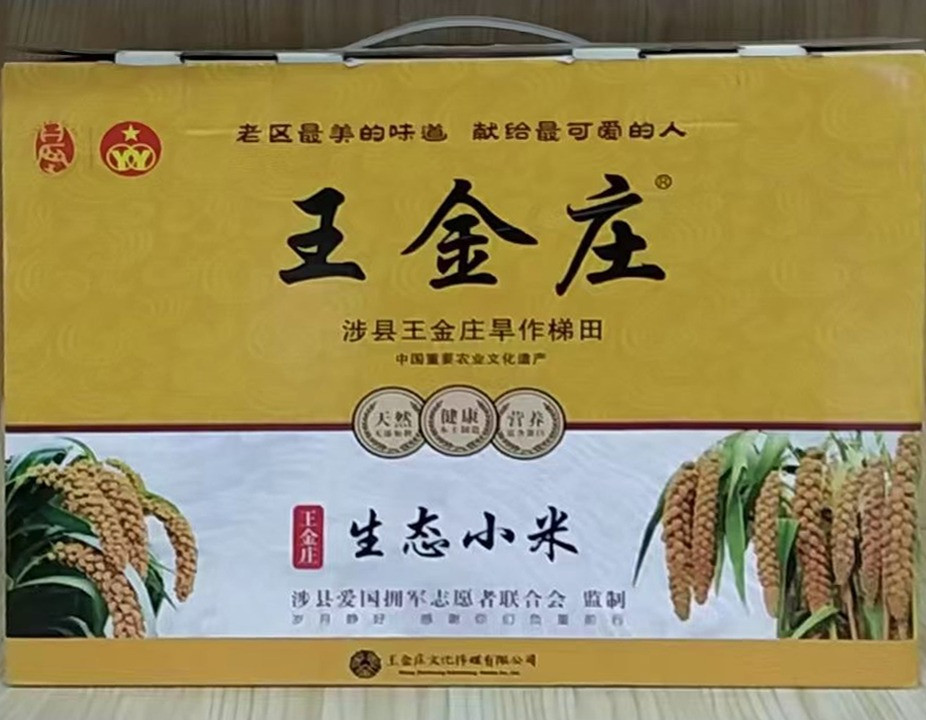 老区最美的味道 献给最可爱的人
王金庄®
涉县王金庄旱作梯田
中国重要农业文化遗产
天然 健康 营养
王金庄
生态小米
涉县爱国拥军志愿者联合会 监制
岁月静好 感谢你们负重前行
王金庄文化传媒有限公司